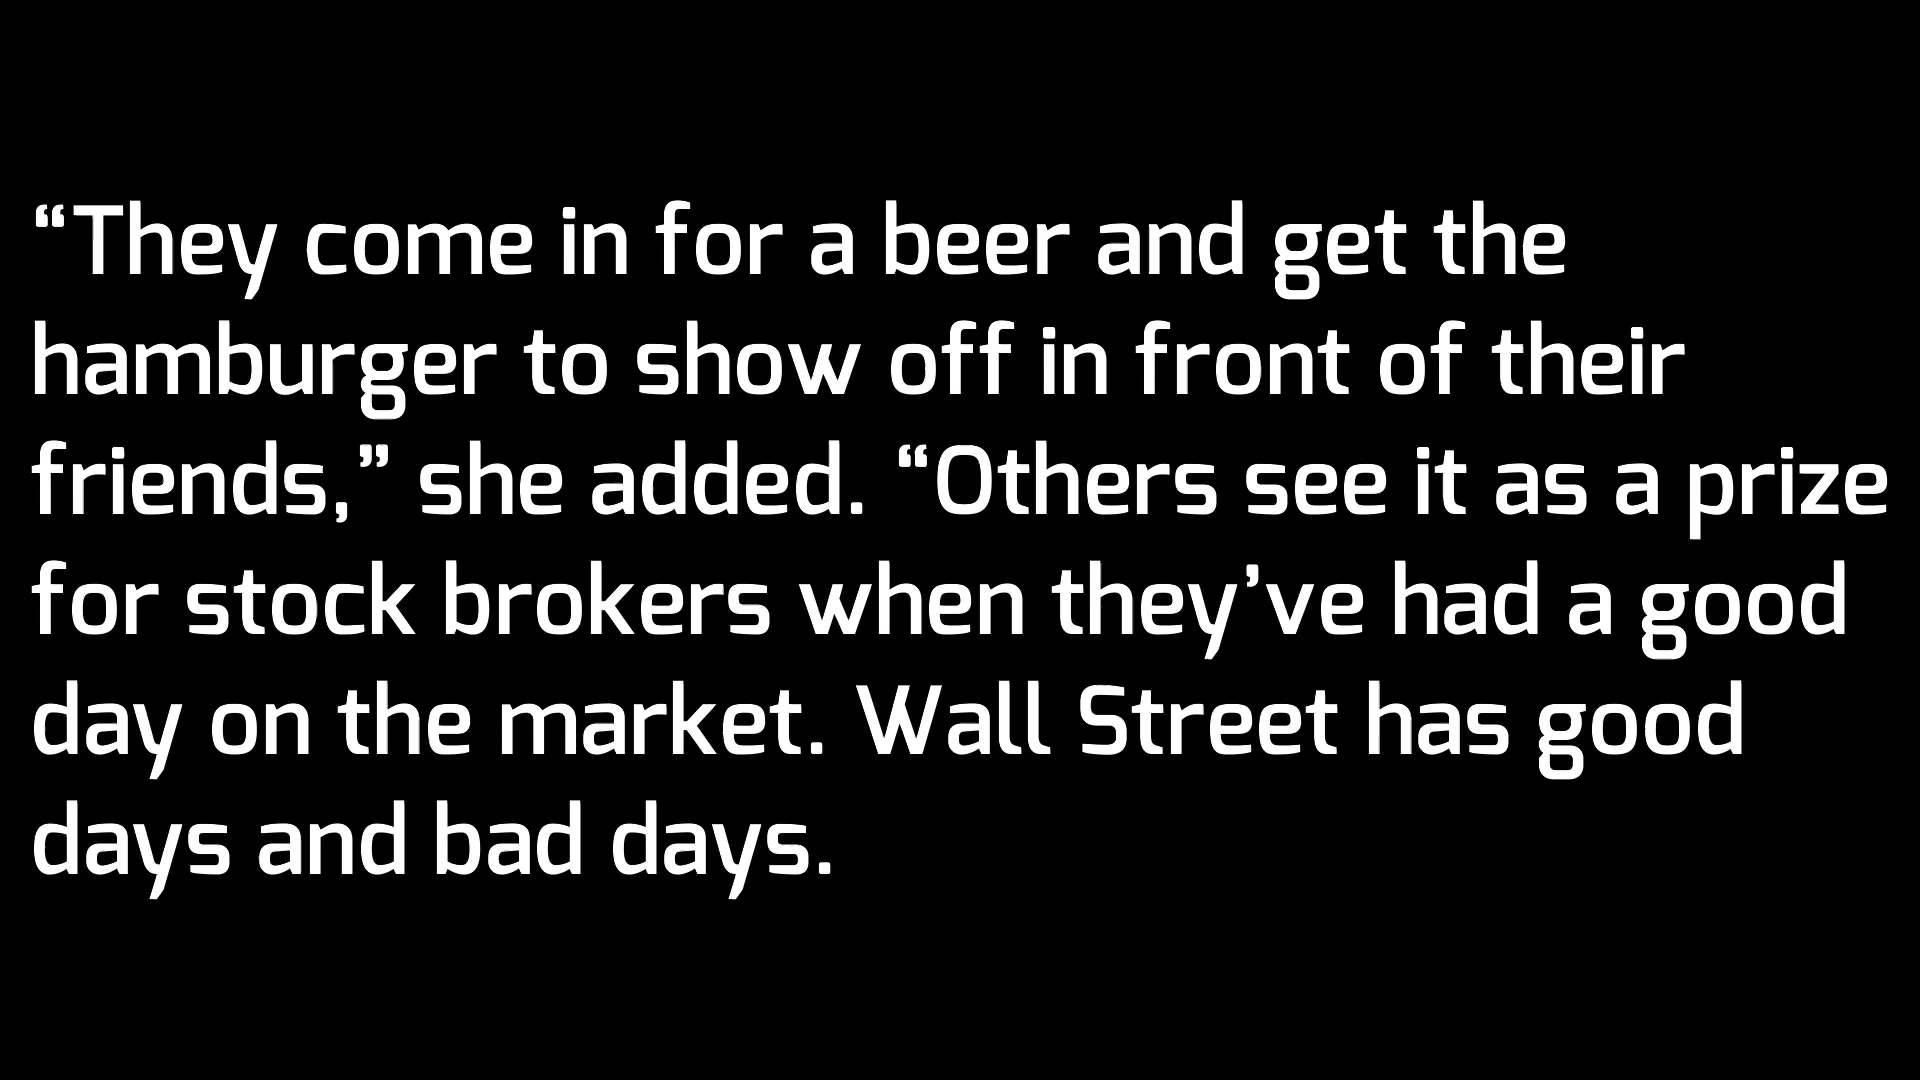 “They come in for a beer and get the
hamburger to show off in front of their
friends,” she added. “Others see it as a prize
for stock brokers when they’ve had a good
day on the market. Wall Street has good
days and bad days.